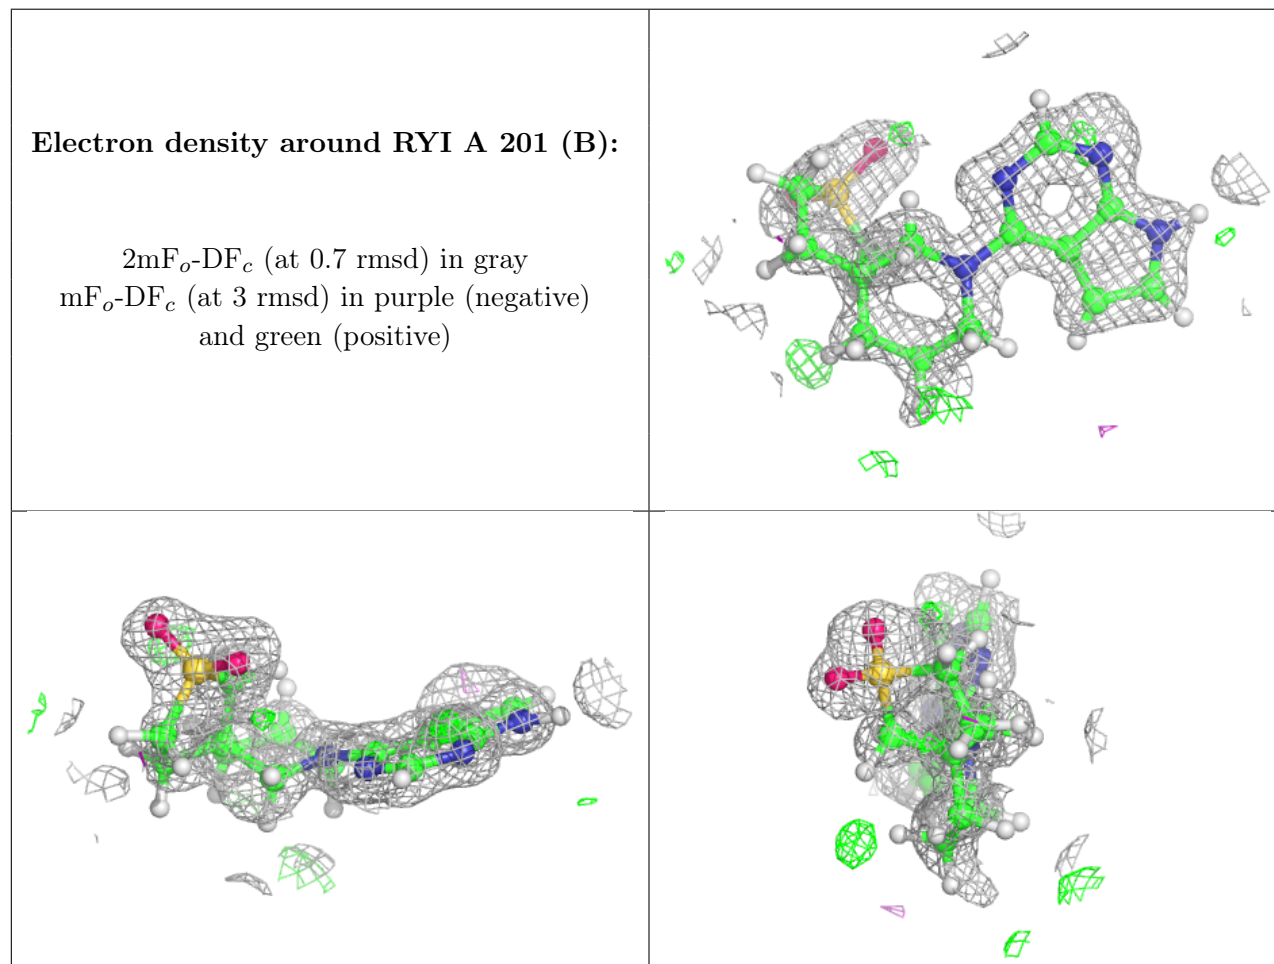 Electron density around RYI A 201 (B):
2mFₒ-DF𝒸 (at 0.7 rmsd) in gray
mFₒ-DF𝒸 (at 3 rmsd) in purple (negative)
and green (positive)